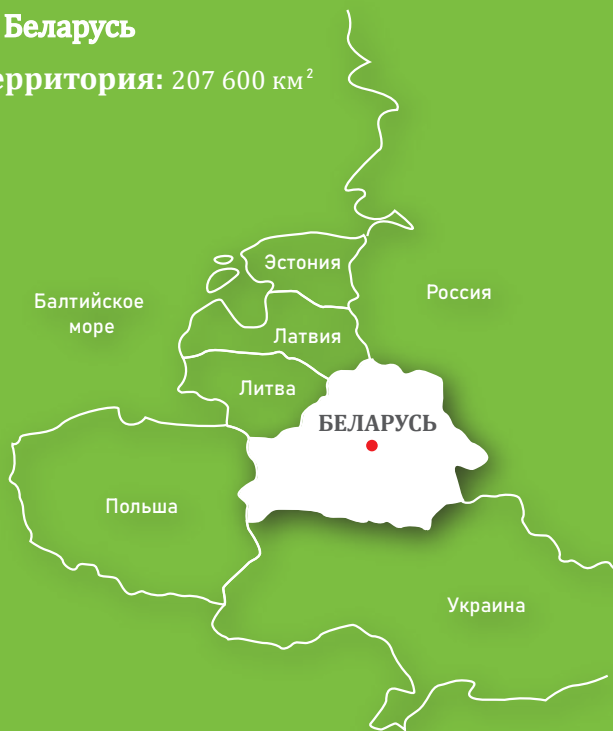 Беларусь
ерритория: 207 600 км²
Эстония
Россия
Балтийское
море
Латвия
Литва
БЕЛАРУСЬ
Польша
Украина